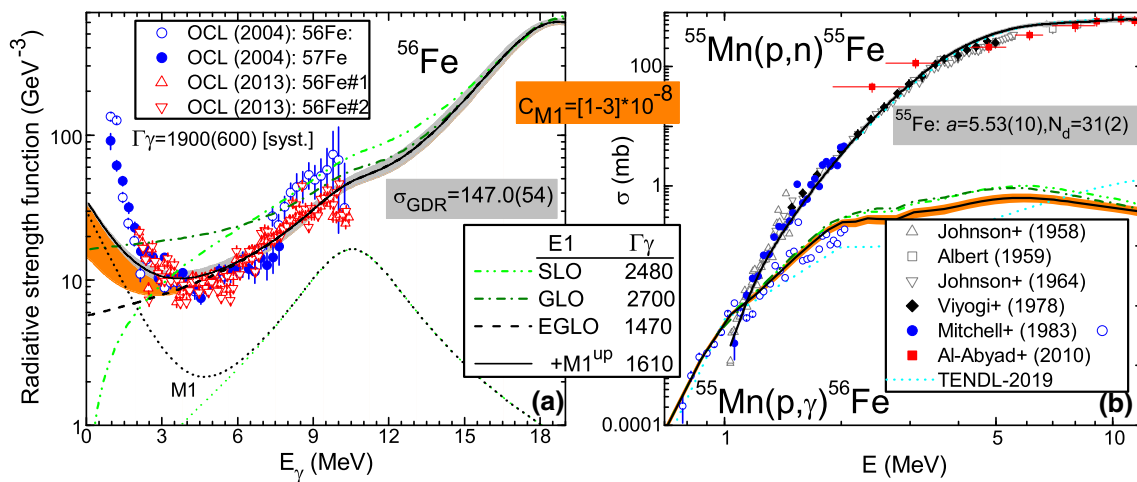 Radiative strength function (GeV⁻³)
100
10
1
OCL (2004): 56Fe:
OCL (2004): 57Fe
OCL (2013): 56Fe#1
OCL (2013): 56Fe#2
Γγ=1900(600) [syst.]
⁵⁶Fe
C_M1=[1-3]*10⁻⁸
σ_GDR=147.0(54)
E1 Γγ
SLO 2480
GLO 2700
EGLO 1470
+M1ᵘᵖ 1610
M1
(a)
0 3 6 9 12 15 18
E_γ (MeV)
σ (mb)
100
1
0.0001
⁵⁵Mn(p,n)⁵⁵Fe
⁵⁵Fe: a=5.53(10),N_d=31(2)
Johnson+ (1958)
Albert (1959)
Johnson+ (1964)
Viyogi+ (1978)
Mitchell+ (1983)
Al-Abyad+ (2010)
TENDL-2019
⁵⁵Mn(p,γ)⁵⁶Fe
(b)
1 5 10
E (MeV)